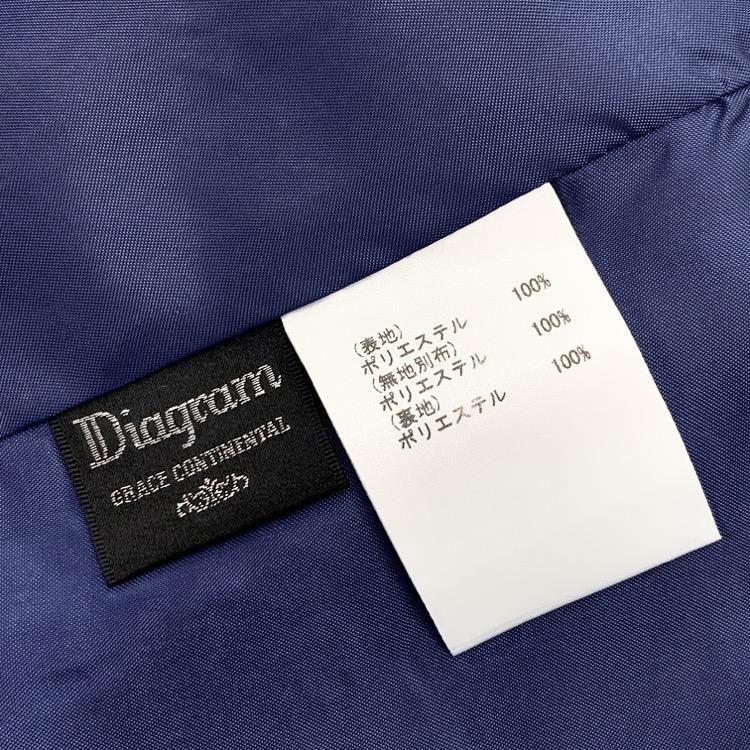 Diagram
GRACE CONTINENTAL
(表地)
ポリエステル 100%
(無地別布)
ポリエステル 100%
(裏地)
ポリエステル 100%